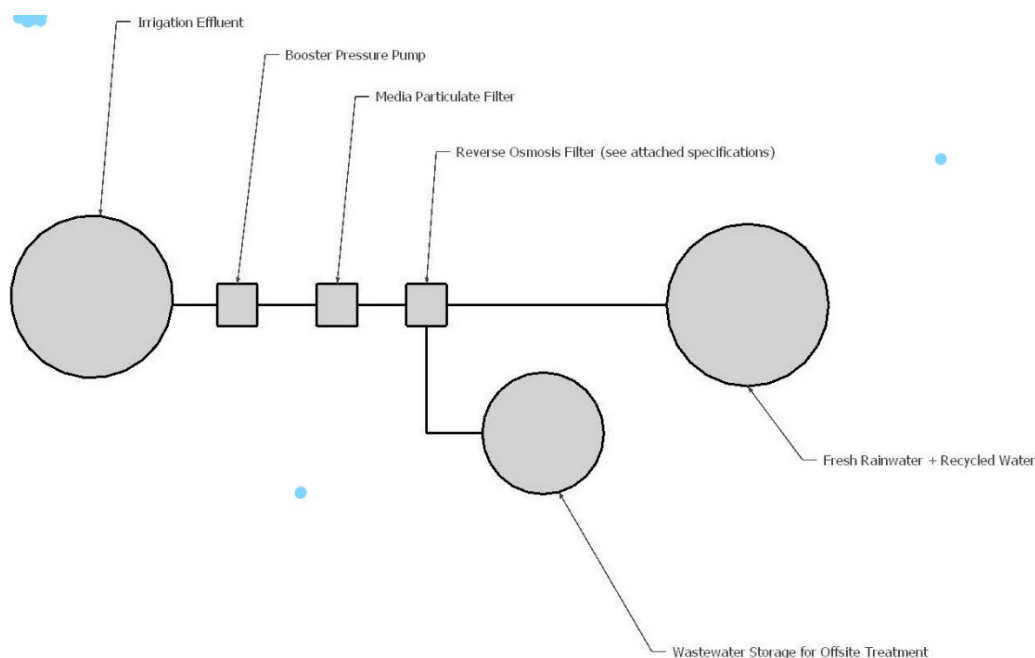 Irrigation Effluent
Booster Pressure Pump
Media Particulate Filter
Reverse Osmosis Filter (see attached specifications)
Fresh Rainwater + Recycled Water
Wastewater Storage for Offsite Treatment